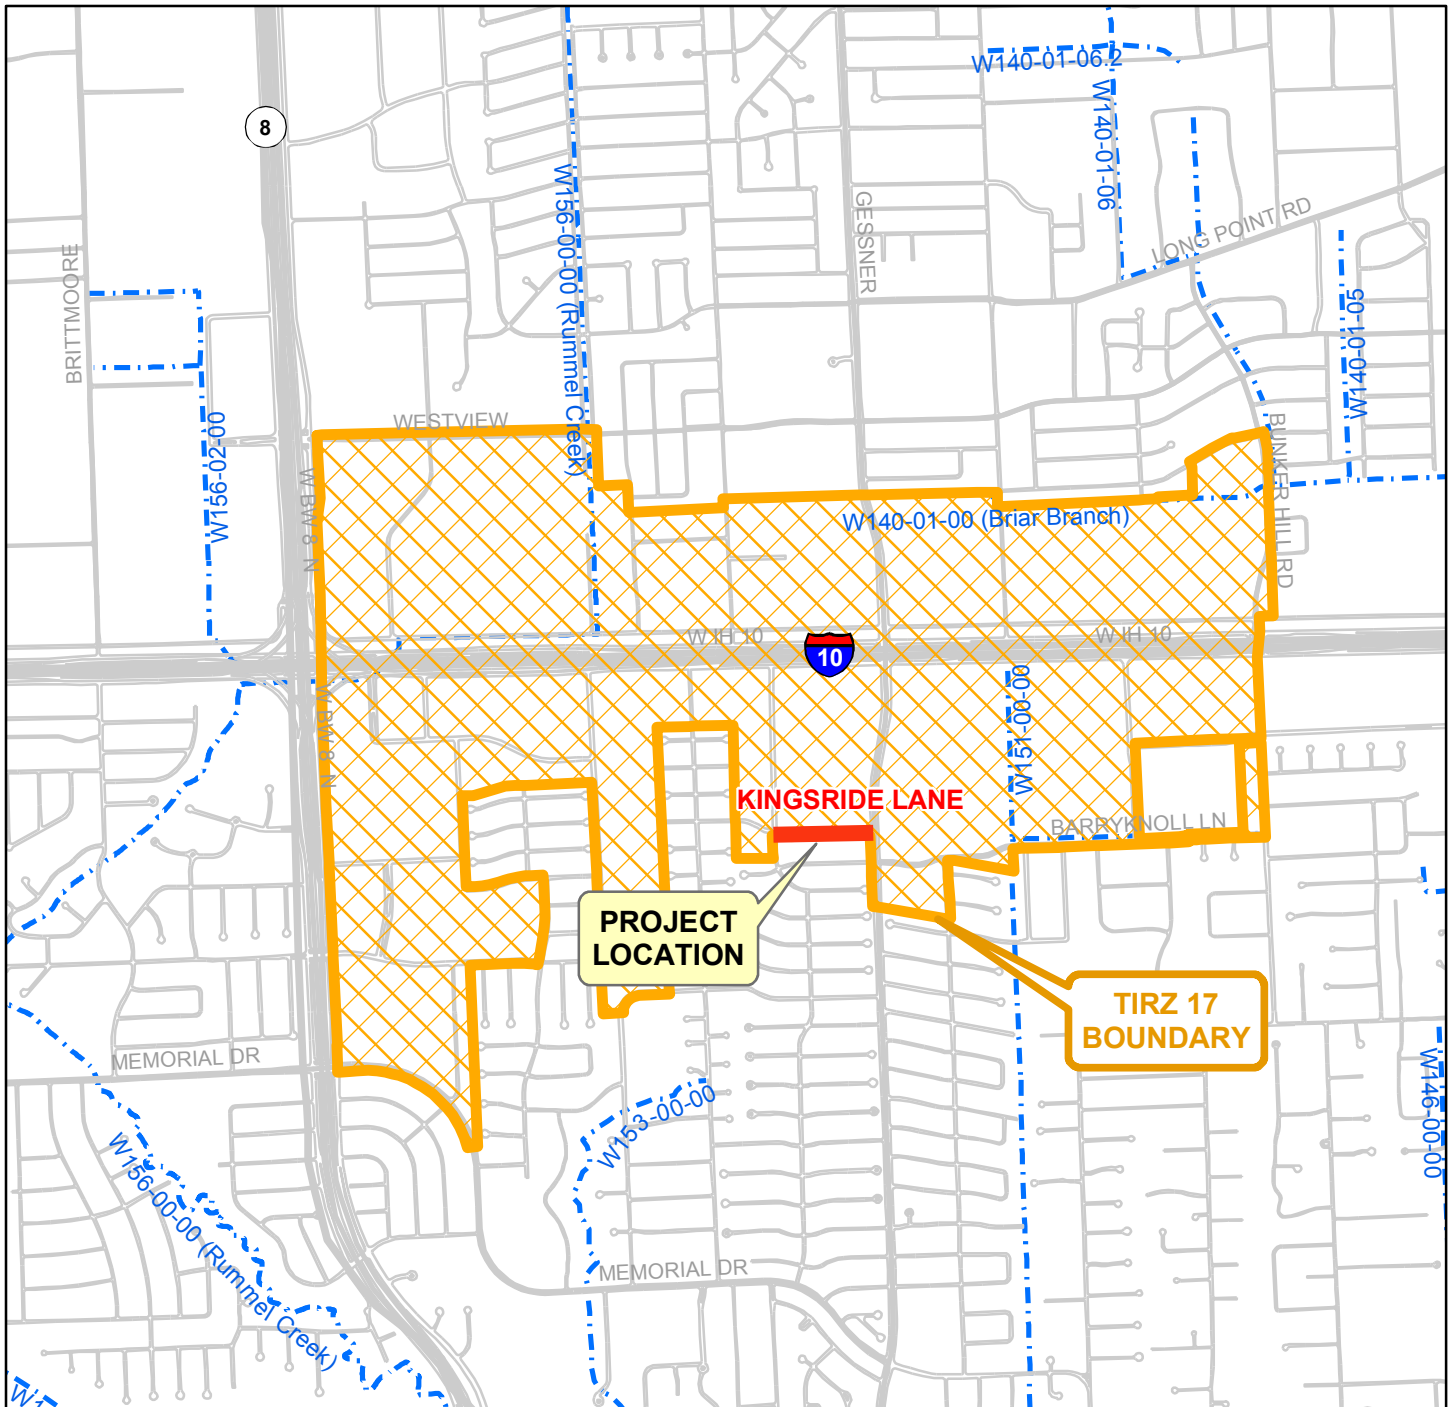 W140-01-06.2
W140-01-06
8
W156-00-00 (Rummel Creek)
GESSNER
LONG POINT RD
BRITTMOORE
W140-01-05
W156-02-00
WESTVIEW
BUNKER HILL RD
W BW 8 N
W140-01-00 (Briar Branch)
W IH 10
10
W IH 10
W BW 8 N
W151-00-00
KINGSRIDE LANE
BARRYKNOLL LN
PROJECT
LOCATION
TIRZ 17
BOUNDARY
MEMORIAL DR
W153-00-00
W146-00-00
W156-00-00 (Rummel Creek)
MEMORIAL DR